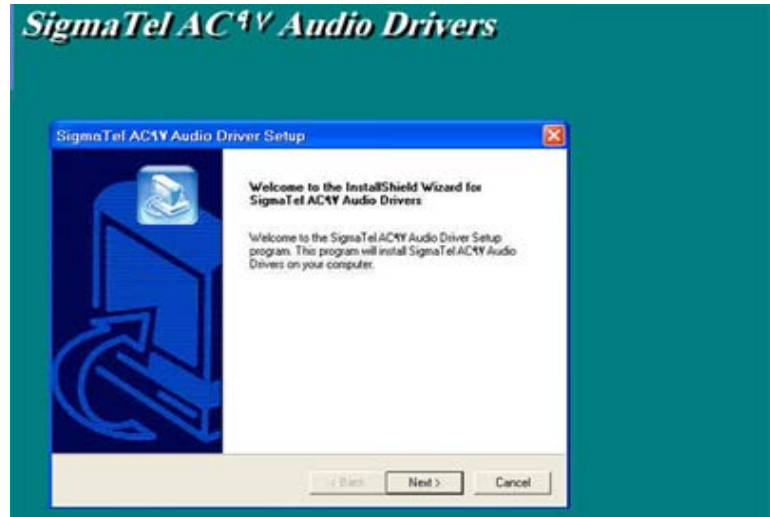 SigmaTel AC۹۷ Audio Drivers
SigmaTel AC۹۷ Audio Driver Setup
Welcome to the InstallShield Wizard for
SigmaTel AC۹۷ Audio Drivers
Welcome to the SigmaTel AC۹۷ Audio Driver Setup
program. This program will install SigmaTel AC۹۷ Audio
Drivers on your computer.
< Back Next > Cancel